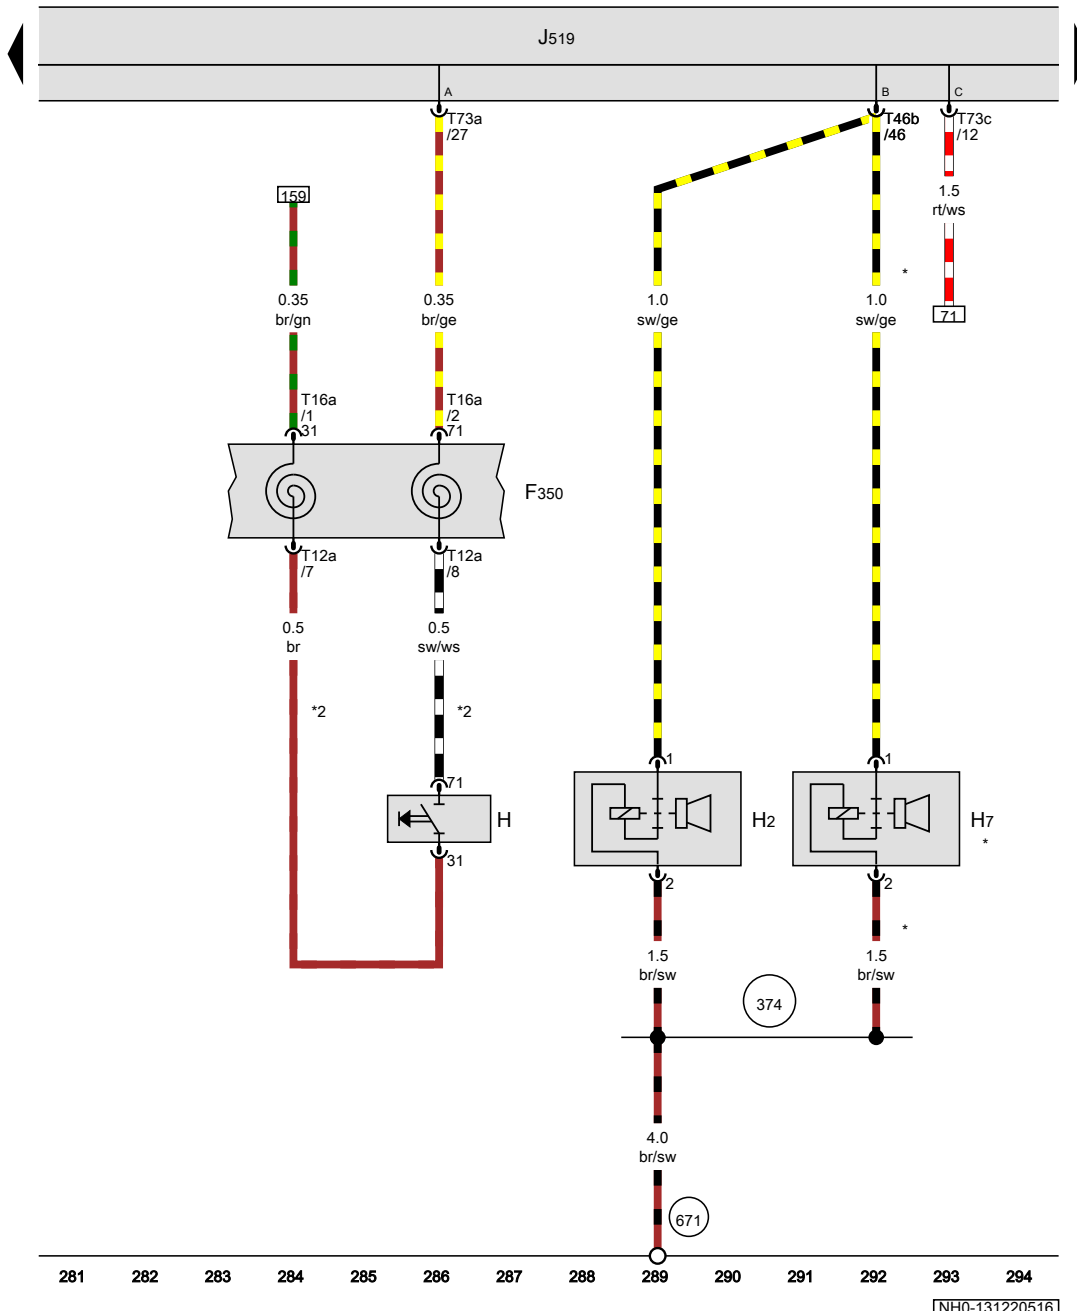 J519
A
B
C
T73a
/27
T46b
/46
T73c
/12
159
1.5
rt/ws
*
0.35
br/gn
0.35
br/ge
1.0
sw/ge
1.0
sw/ge
71
T16a
/1
31
T16a
/2
71
F350
T12a
/7
T12a
/8
0.5
br
0.5
sw/ws
*2
*2
1
1
71
H
H2
H7
*
31
2
2
*
1.5
br/sw
1.5
br/sw
374
4.0
br/sw
671
281 282 283 284 285 286 287 288 289 290 291 292 293 294
NH0-131220516